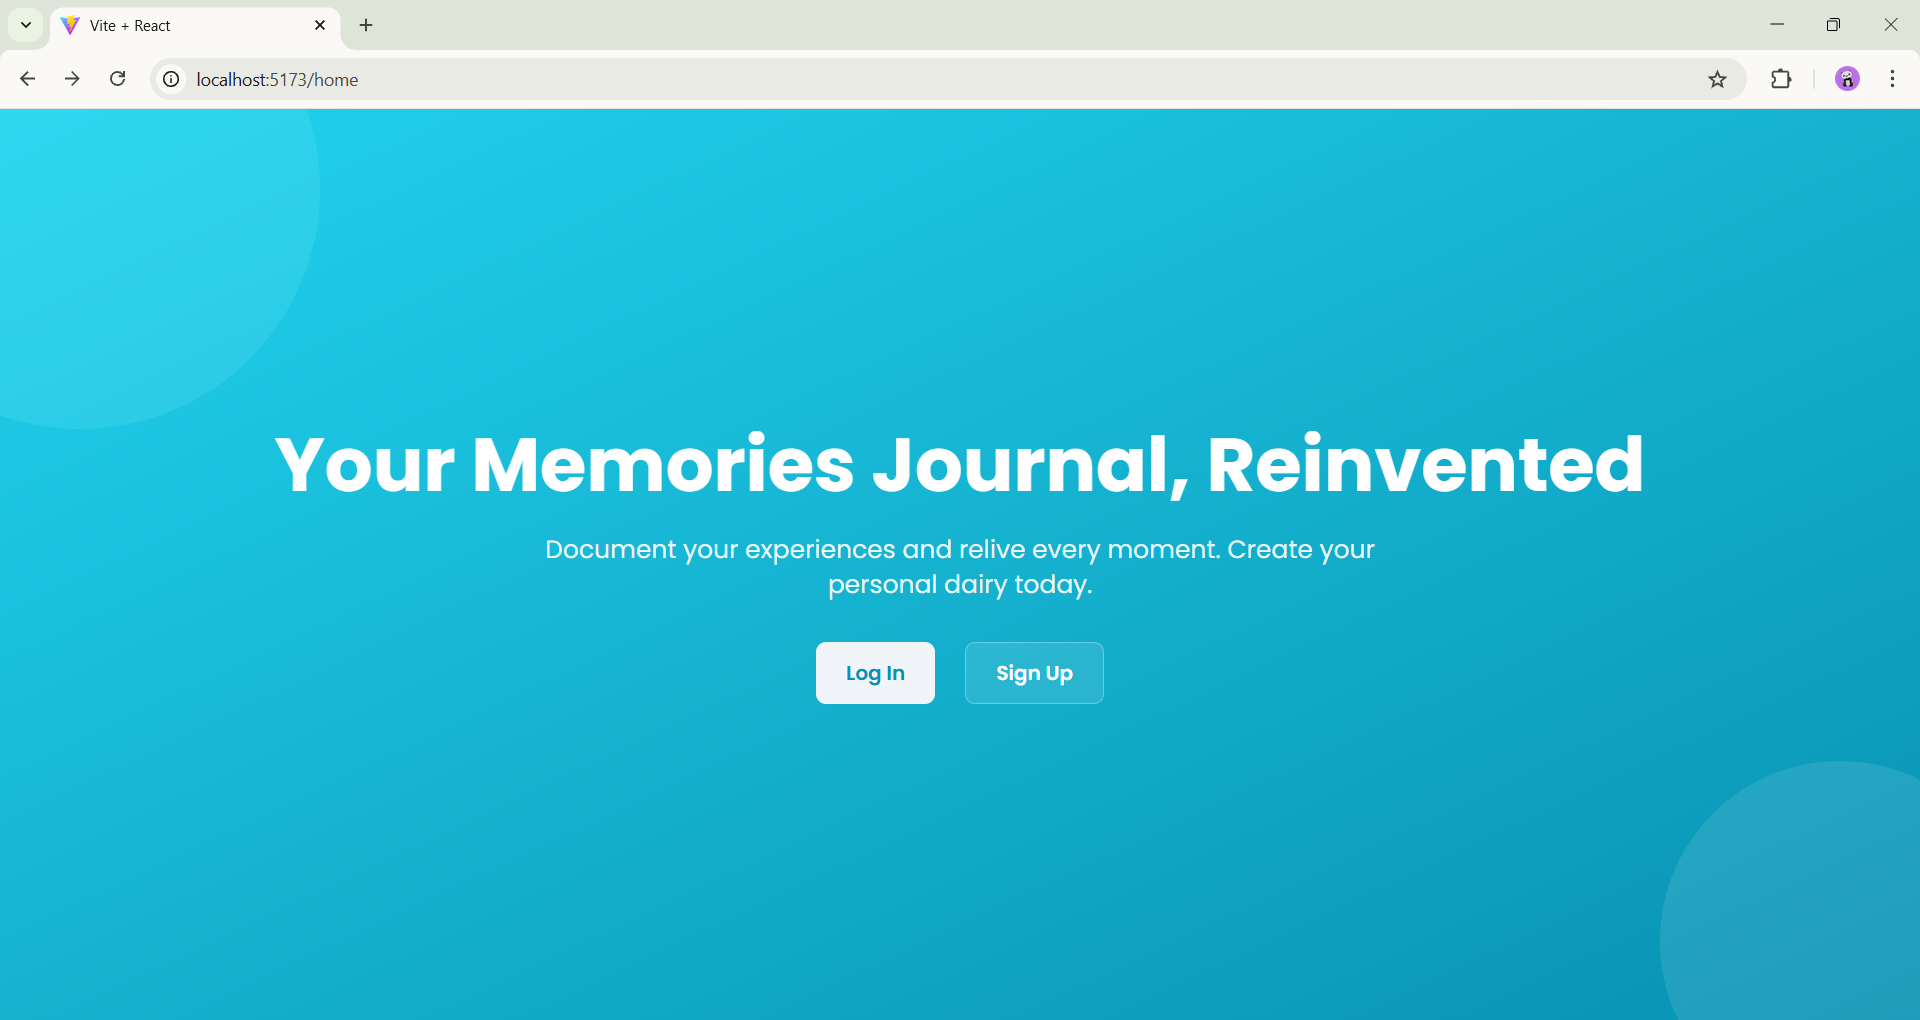 Vite + React
localhost:5173/home
Your Memories Journal, Reinvented
Document your experiences and relive every moment. Create your
personal dairy today.
Log In
Sign Up